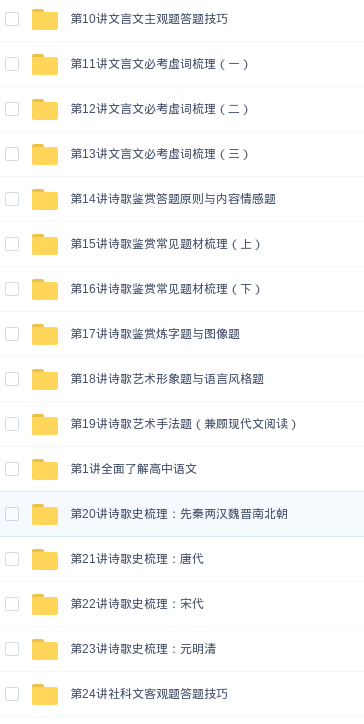 第10讲文言文主观题答题技巧
第11讲文言文必考虚词梳理（一）
第12讲文言文必考虚词梳理（二）
第13讲文言文必考虚词梳理（三）
第14讲诗歌鉴赏答题原则与内容情感题
第15讲诗歌鉴赏常见题材梳理（上）
第16讲诗歌鉴赏常见题材梳理（下）
第17讲诗歌鉴赏炼字题与图像题
第18讲诗歌艺术形象题与语言风格题
第19讲诗歌艺术手法题（兼顾现代文阅读）
第1讲全面了解高中语文
第20讲诗歌史梳理：先秦两汉魏晋南北朝
第21讲诗歌史梳理：唐代
第22讲诗歌史梳理：宋代
第23讲诗歌史梳理：元明清
第24讲社科文客观题答题技巧